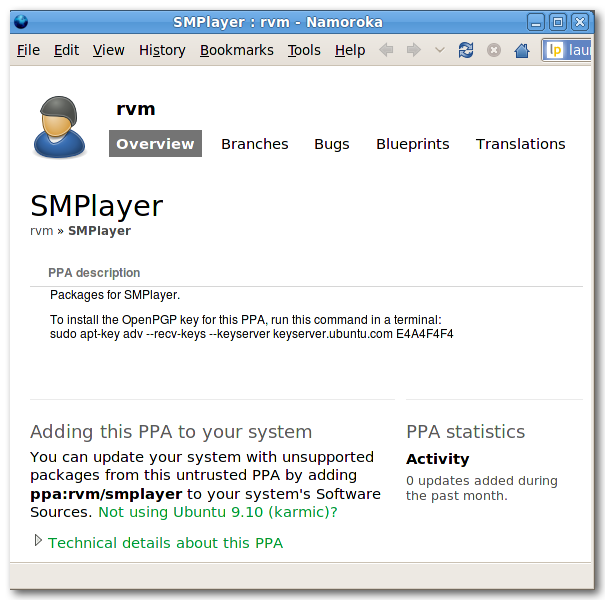 SMPlayer : rvm - Namoroka
File Edit View History Bookmarks Tools Help lp lau
rvm
Overview Branches Bugs Blueprints Translations
SMPlayer
rvm » SMPlayer
PPA description
Packages for SMPlayer.
To install the OpenPGP key for this PPA, run this command in a terminal:
sudo apt-key adv --recv-keys --keyserver keyserver.ubuntu.com E4A4F4F4
Adding this PPA to your system
You can update your system with unsupported
packages from this untrusted PPA by adding
ppa:rvm/smplayer to your system's Software
Sources. Not using Ubuntu 9.10 (karmic)?
Technical details about this PPA
PPA statistics
Activity
0 updates added during
the past month.